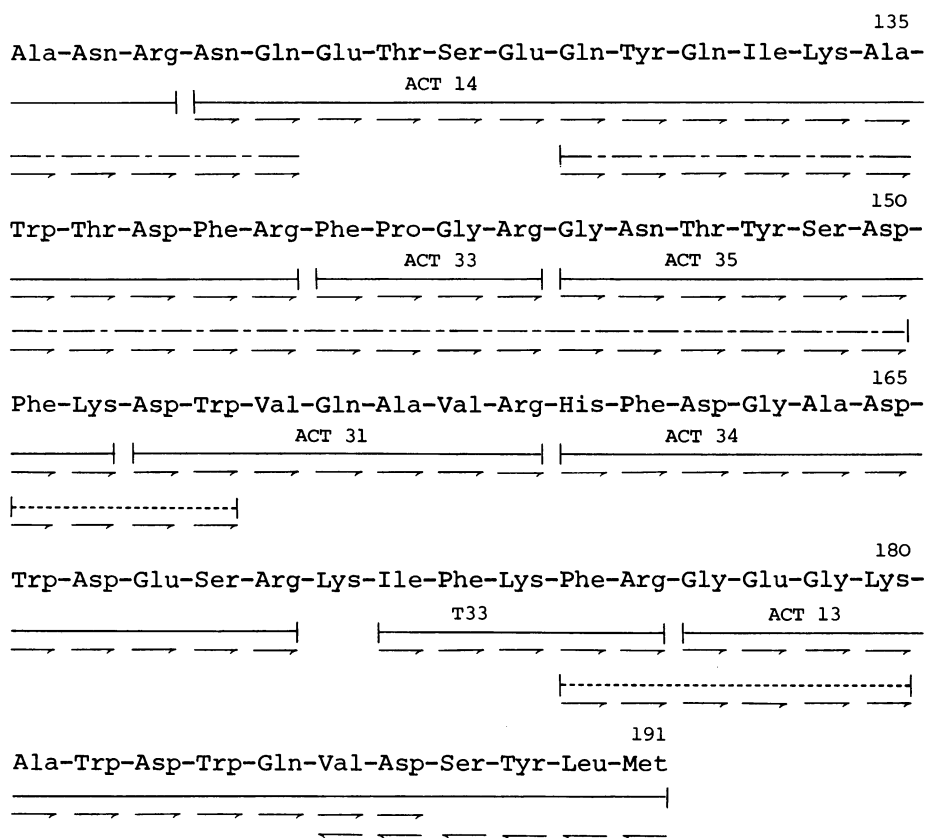 135
Ala-Asn-Arg-Asn-Gln-Glu-Thr-Ser-Glu-Gln-Tyr-Gln-Ile-Lys-Ala-
ACT 14
150
Trp-Thr-Asp-Phe-Arg-Phe-Pro-Gly-Arg-Gly-Asn-Thr-Tyr-Ser-Asp-
ACT 33 ACT 35
165
Phe-Lys-Asp-Trp-Val-Gln-Ala-Val-Arg-His-Phe-Asp-Gly-Ala-Asp-
ACT 31 ACT 34
180
Trp-Asp-Glu-Ser-Arg-Lys-Ile-Phe-Lys-Phe-Arg-Gly-Glu-Gly-Lys-
T33 ACT 13
191
Ala-Trp-Asp-Trp-Gln-Val-Asp-Ser-Tyr-Leu-Met